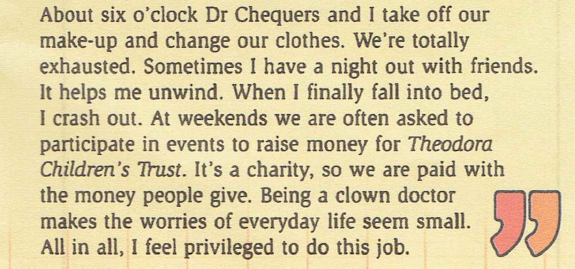 About six o'clock Dr Chequers and I take off our
make-up and change our clothes. We're totally
exhausted. Sometimes I have a night out with friends.
It helps me unwind. When I finally fall into bed,
I crash out. At weekends we are often asked to
participate in events to raise money for Theodora
Children's Trust. It's a charity, so we are paid with
the money people give. Being a clown doctor
makes the worries of everyday life seem small.
All in all, I feel privileged to do this job.
”